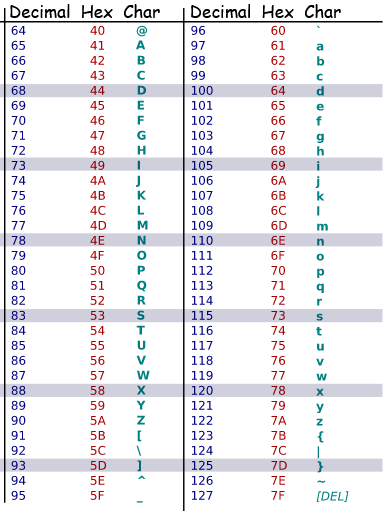 Decimal Hex Char Decimal Hex Char
64 40 @ 96 60 `
65 41 A 97 61 a
66 42 B 98 62 b
67 43 C 99 63 c
68 44 D 100 64 d
69 45 E 101 65 e
70 46 F 102 66 f
71 47 G 103 67 g
72 48 H 104 68 h
73 49 I 105 69 i
74 4A J 106 6A j
75 4B K 107 6B k
76 4C L 108 6C l
77 4D M 109 6D m
78 4E N 110 6E n
79 4F O 111 6F o
80 50 P 112 70 p
81 51 Q 113 71 q
82 52 R 114 72 r
83 53 S 115 73 s
84 54 T 116 74 t
85 55 U 117 75 u
86 56 V 118 76 v
87 57 W 119 77 w
88 58 X 120 78 x
89 59 Y 121 79 y
90 5A Z 122 7A z
91 5B [ 123 7B {
92 5C \ 124 7C |
93 5D ] 125 7D }
94 5E ^ 126 7E ~
95 5F _ 127 7F [DEL]